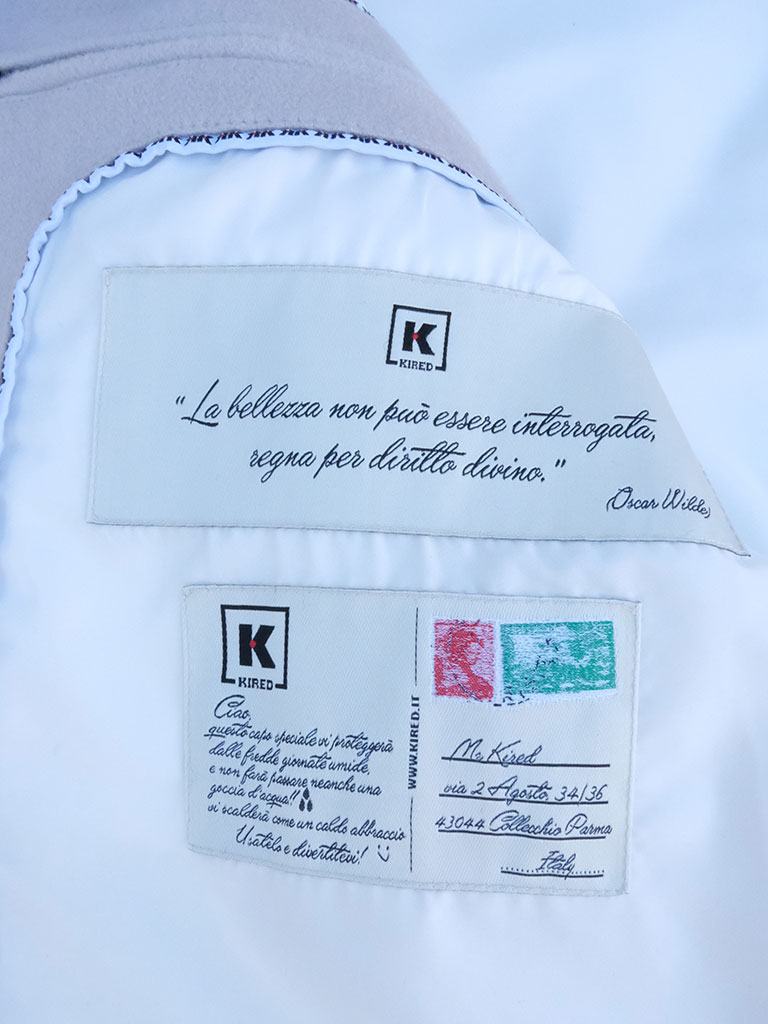 K
KIRED
"La bellezza non può essere interrogata,
regna per diritto divino."
(Oscar Wilde)
K
KIRED
Ciao,
questo capo speciale vi proteggerà
dalle fredde giornate umide,
e non farà passare neanche una
goccia d'acqua!!
vi scalderà come un caldo abbraccio
Usatelo e divertitevi! :)
WWW.KIRED.IT
Mr Kired
via 2 Agosto, 34/36
43044 Collecchio Parma
Italy